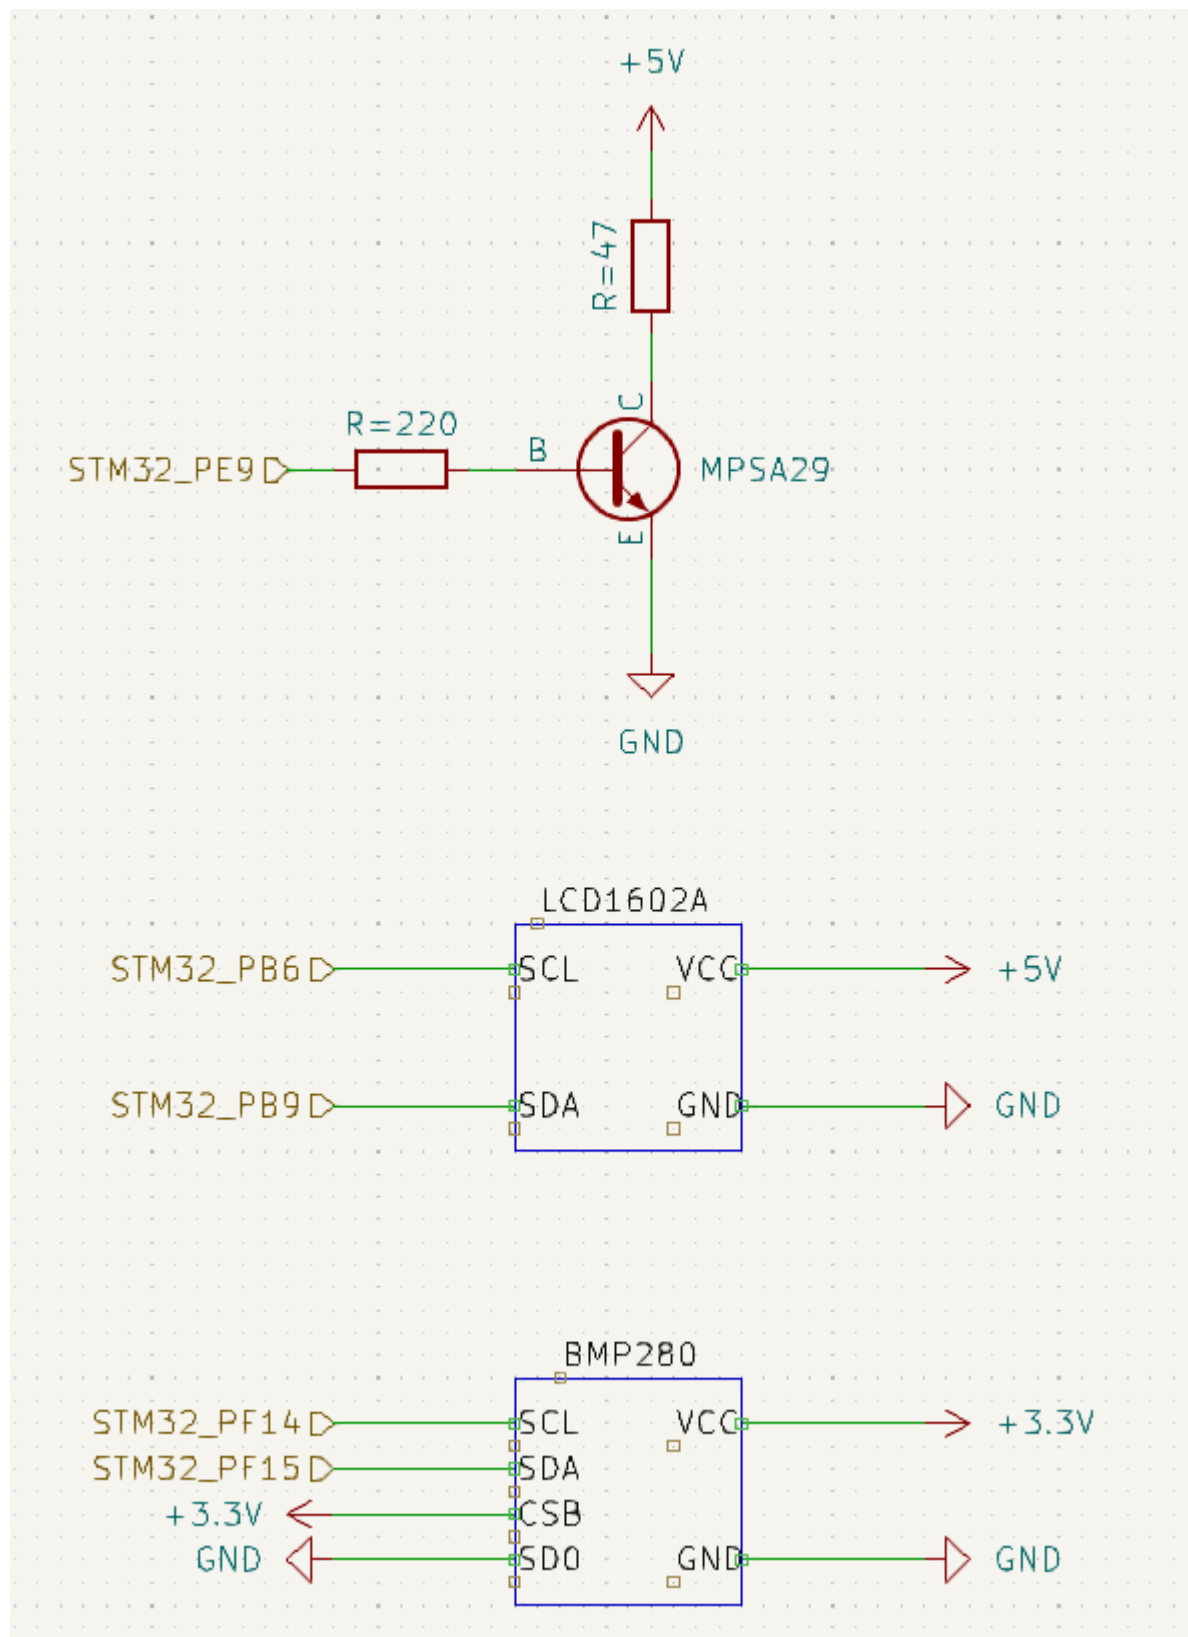 +5V
R=47
C
R=220
B
STM32_PE9
MPSA29
E
GND
LCD1602A
STM32_PB6 SCL VCC +5V
STM32_PB9 SDA GND GND
BMP280
STM32_PF14 SCL VCC +3.3V
STM32_PF15 SDA
+3.3V CSB
GND SDO GND GND